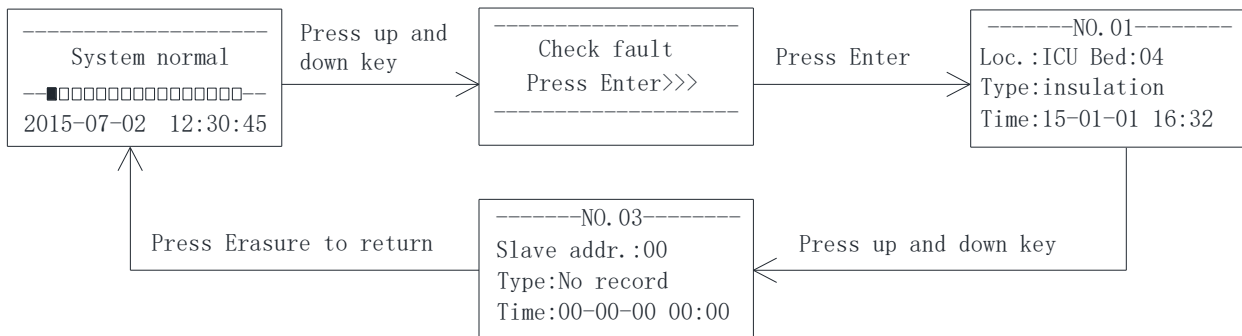 --------------------
System normal
--■□□□□□□□□□□□□□□□--
2015-07-02 12:30:45
Press up and
down key
--------------------
Check fault
Press Enter>>>
--------------------
Press Enter
-------NO.01--------
Loc.:ICU Bed:04
Type:insulation
Time:15-01-01 16:32
Press up and down key
-------NO.03--------
Slave addr.:00
Type:No record
Time:00-00-00 00:00
Press Erasure to return